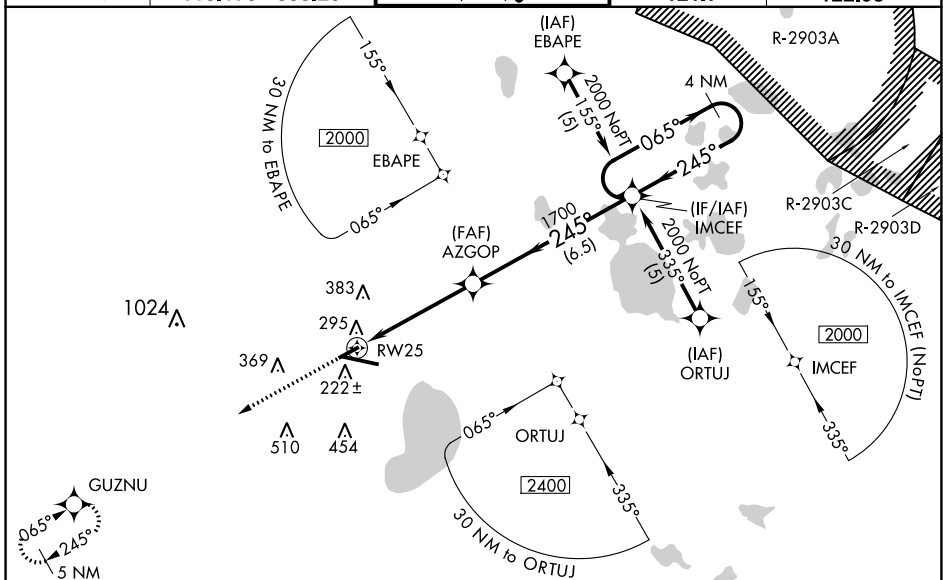 (IAF)
EBAPE
R-2903A
155°
30 NM to EBAPE
2000
EBAPE
065°
2000 NoPT
155°
(5)
4 NM
065°
245°
R-2903C
R-2903D
(IF/IAF)
IMCEF
1700
245°
(6.5)
(FAF)
AZGOP
2000 NoPT
335°
(5)
(IAF)
ORTUJ
30 NM to IMCEF (NoPT)
155°
2000
IMCEF
335°
1024
383
295
RW25
369
222±
510
454
065°
ORTUJ
2400
335°
30 NM to ORTUJ
GUZNU
065°
245°
5 NM